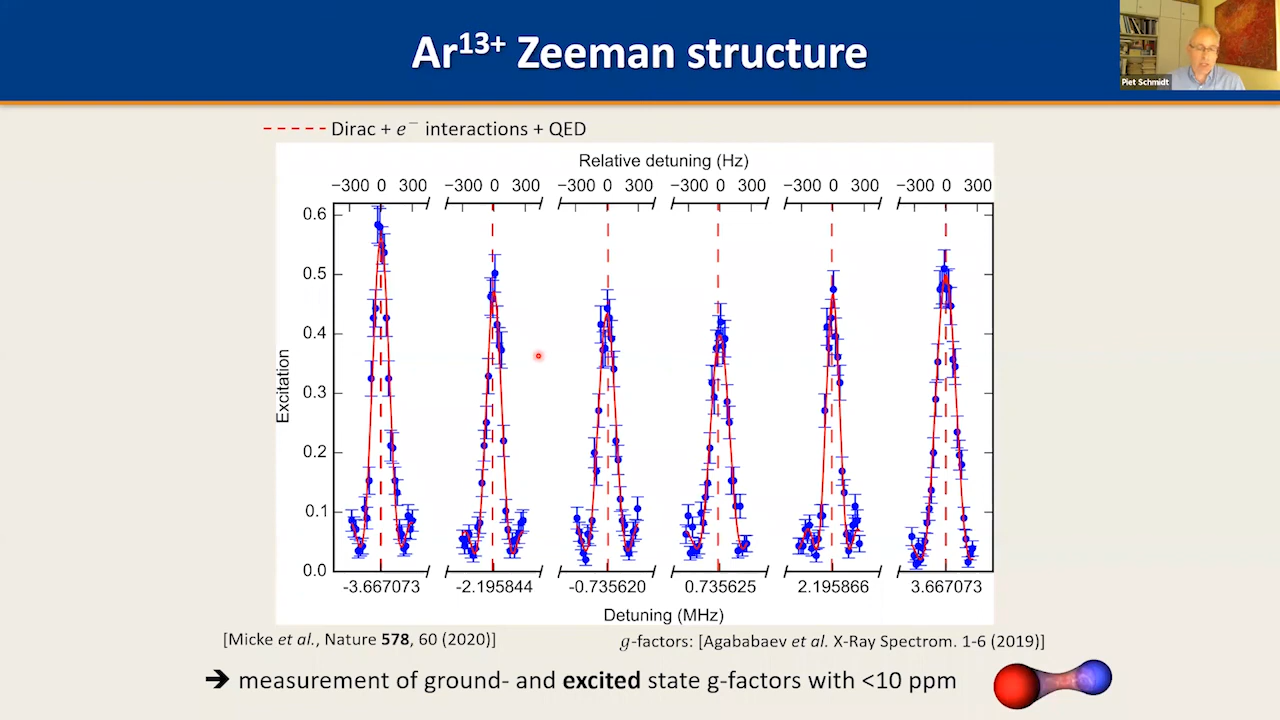 Ar13+ Zeeman structure
Piet Schmidt
Dirac + e− interactions + QED
Relative detuning (Hz)
−300 0 300 −300 0 300 −300 0 300 −300 0 300 −300 0 300 −300 0 300
0.6
0.5
0.4
0.3
0.2
0.1
0.0
Excitation
-3.667073 -2.195844 -0.735620 0.735625 2.195866 3.667073
Detuning (MHz)
[Micke et al., Nature 578, 60 (2020)]
g-factors: [Agababaev et al. X-Ray Spectrom. 1-6 (2019)]
➔ measurement of ground- and excited state g-factors with <10 ppm